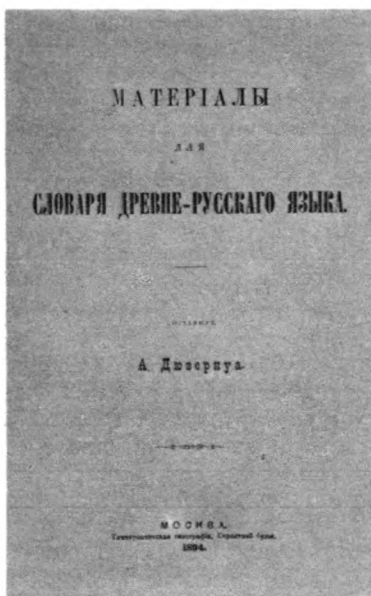 МАТЕРІАЛЫ
ДЛЯ
СЛОВАРЯ ДРЕВНЕ-РУССКАГО ЯЗЫКА.
А. Дювернуа.
МОСКВА.
1894.